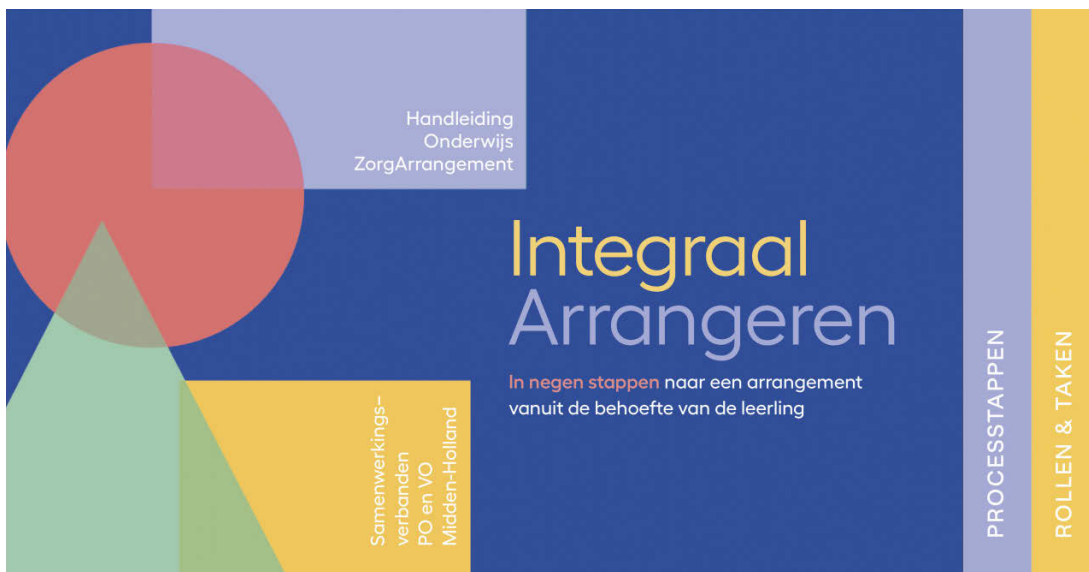 Handleiding
Onderwijs
ZorgArrangement
Integraal
Arrangeren
In negen stappen naar een arrangement
vanuit de behoefte van de leerling
Samenwerkings–
verbanden
PO en VO
Midden-Holland
PROCESSTAPPEN
ROLLEN & TAKEN